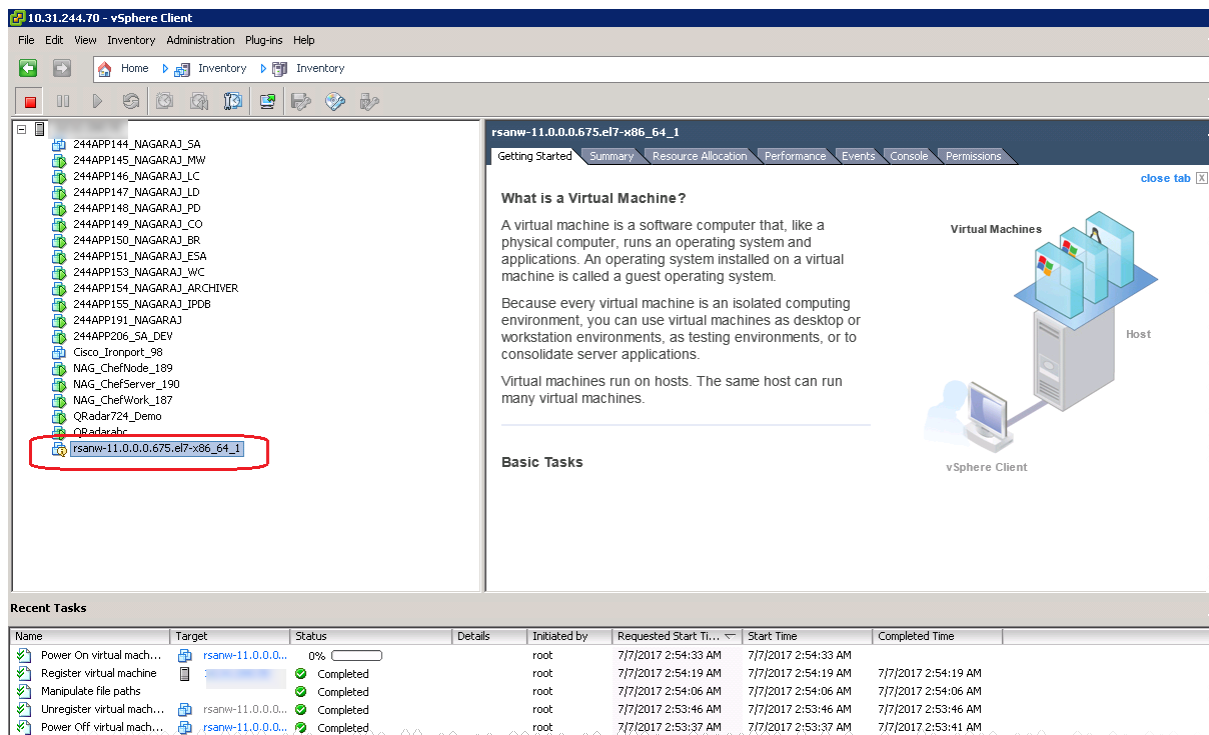 10.31.244.70 - vSphere Client
File Edit View Inventory Administration Plug-ins Help
Home Inventory Inventory
244APP144_NAGARAJ_SA
244APP145_NAGARAJ_MW
244APP146_NAGARAJ_LC
244APP147_NAGARAJ_LD
244APP148_NAGARAJ_PD
244APP149_NAGARAJ_CO
244APP150_NAGARAJ_BR
244APP151_NAGARAJ_ESA
244APP153_NAGARAJ_WC
244APP154_NAGARAJ_ARCHIVER
244APP155_NAGARAJ_IPDB
244APP191_NAGARAJ
244APP206_SA_DEV
Cisco_Ironport_98
NAG_ChefNode_189
NAG_ChefServer_190
NAG_ChefWork_187
QRadar724_Demo
QRadarabc
rsanw-11.0.0.0.675.el7-x86_64_1
rsanw-11.0.0.0.675.el7-x86_64_1
Getting Started Summary Resource Allocation Performance Events Console Permissions
close tab X
What is a Virtual Machine?
A virtual machine is a software computer that, like a
physical computer, runs an operating system and
applications. An operating system installed on a virtual
machine is called a guest operating system.
Because every virtual machine is an isolated computing
environment, you can use virtual machines as desktop or
workstation environments, as testing environments, or to
consolidate server applications.
Virtual machines run on hosts. The same host can run
many virtual machines.
Basic Tasks
Virtual Machines
Host
vSphere Client
Recent Tasks
Name Target Status Details Initiated by Requested Start Ti... Start Time Completed Time
Power On virtual mach... rsanw-11.0.0.0... 0% root 7/7/2017 2:54:33 AM 7/7/2017 2:54:33 AM
Register virtual machine Completed root 7/7/2017 2:54:19 AM 7/7/2017 2:54:19 AM 7/7/2017 2:54:19 AM
Manipulate file paths Completed root 7/7/2017 2:54:06 AM 7/7/2017 2:54:06 AM 7/7/2017 2:54:06 AM
Unregister virtual mach... rsanw-11.0.0.0... Completed root 7/7/2017 2:53:46 AM 7/7/2017 2:53:46 AM 7/7/2017 2:53:46 AM
Power Off virtual mach... rsanw-11.0.0.0... Completed root 7/7/2017 2:53:37 AM 7/7/2017 2:53:37 AM 7/7/2017 2:53:41 AM